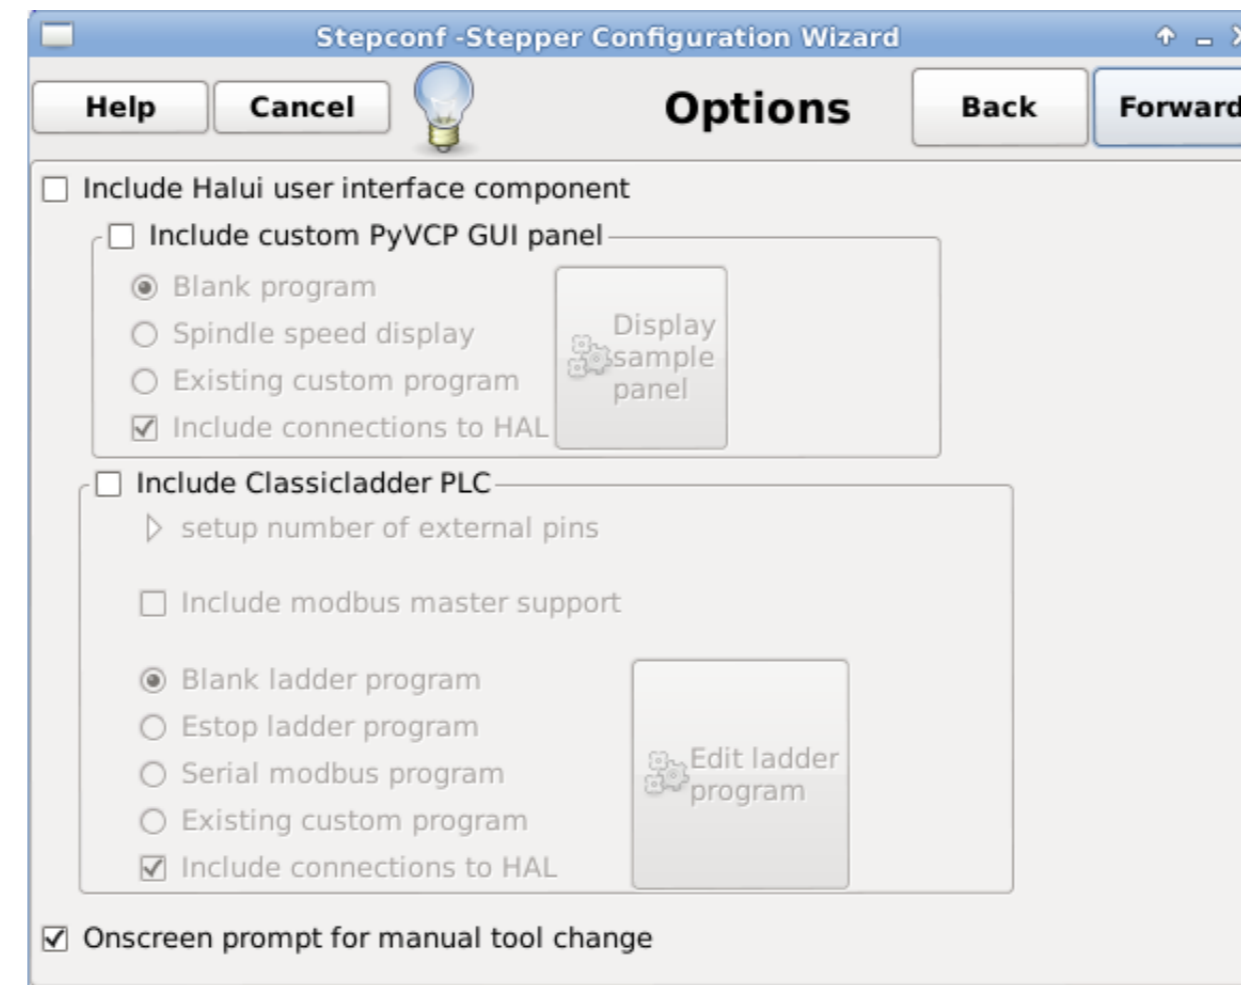 Stepconf -Stepper Configuration Wizard
Help Cancel Options Back Forward
Include Halui user interface component
Include custom PyVCP GUI panel
Blank program
Spindle speed display
Existing custom program
Include connections to HAL
Display
sample
panel
Include Classicladder PLC
setup number of external pins
Include modbus master support
Blank ladder program
Estop ladder program
Serial modbus program
Existing custom program
Include connections to HAL
Edit ladder
program
Onscreen prompt for manual tool change